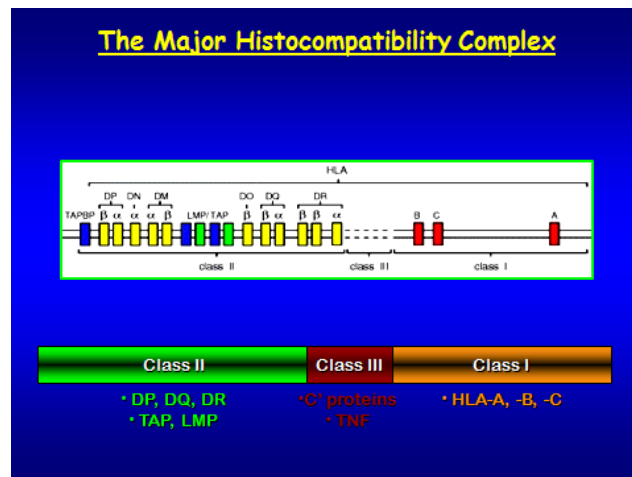 The Major Histocompatibility Complex
HLA
DP DN DM DO DQ DR
TAPBP β α α α β LMP/TAP β β α β β α B C A
class II class III class I
Class II Class III Class I
• DP, DQ, DR •C' proteins • HLA-A, -B, -C
• TAP, LMP • TNF